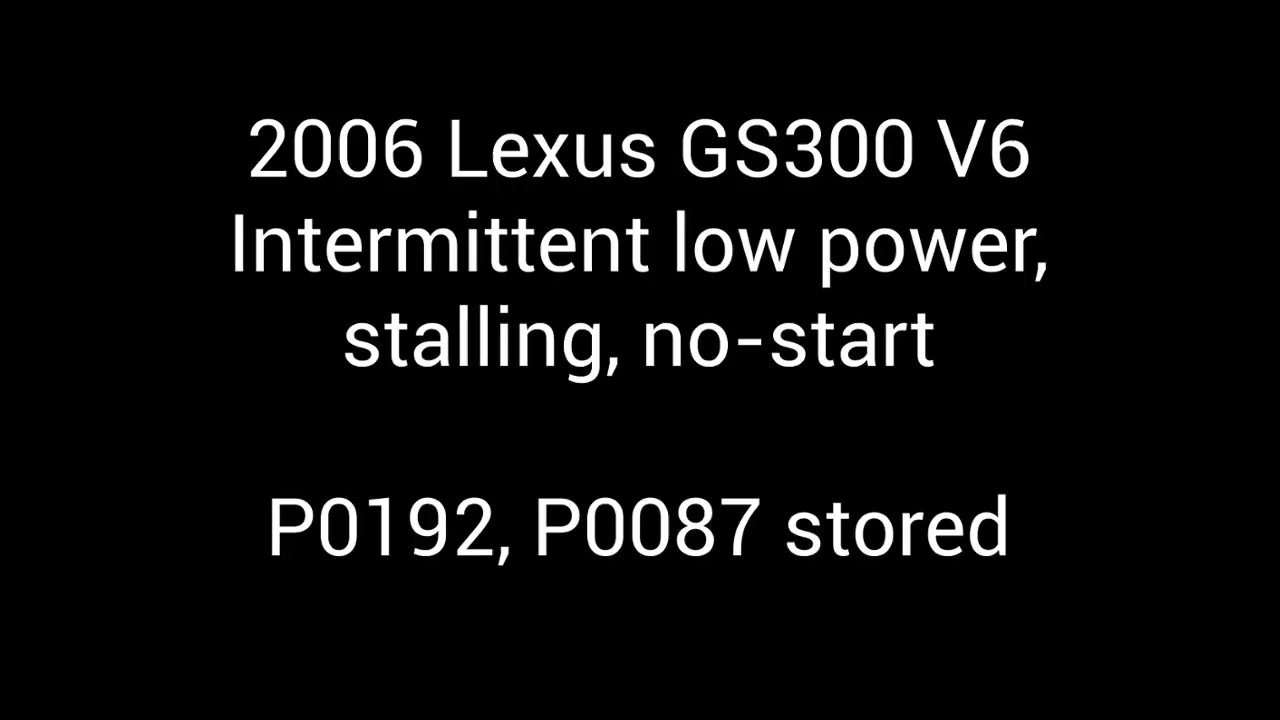 2006 Lexus GS300 V6
Intermittent low power,
stalling, no-start
P0192, P0087 stored